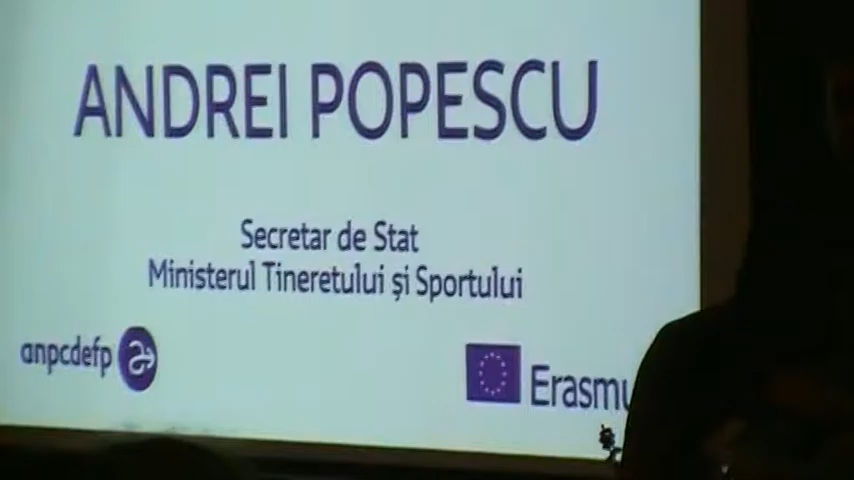 ANDREI POPESCU
Secretar de Stat
Ministerul Tineretului și Sportului
anpcdefp
Erasmu